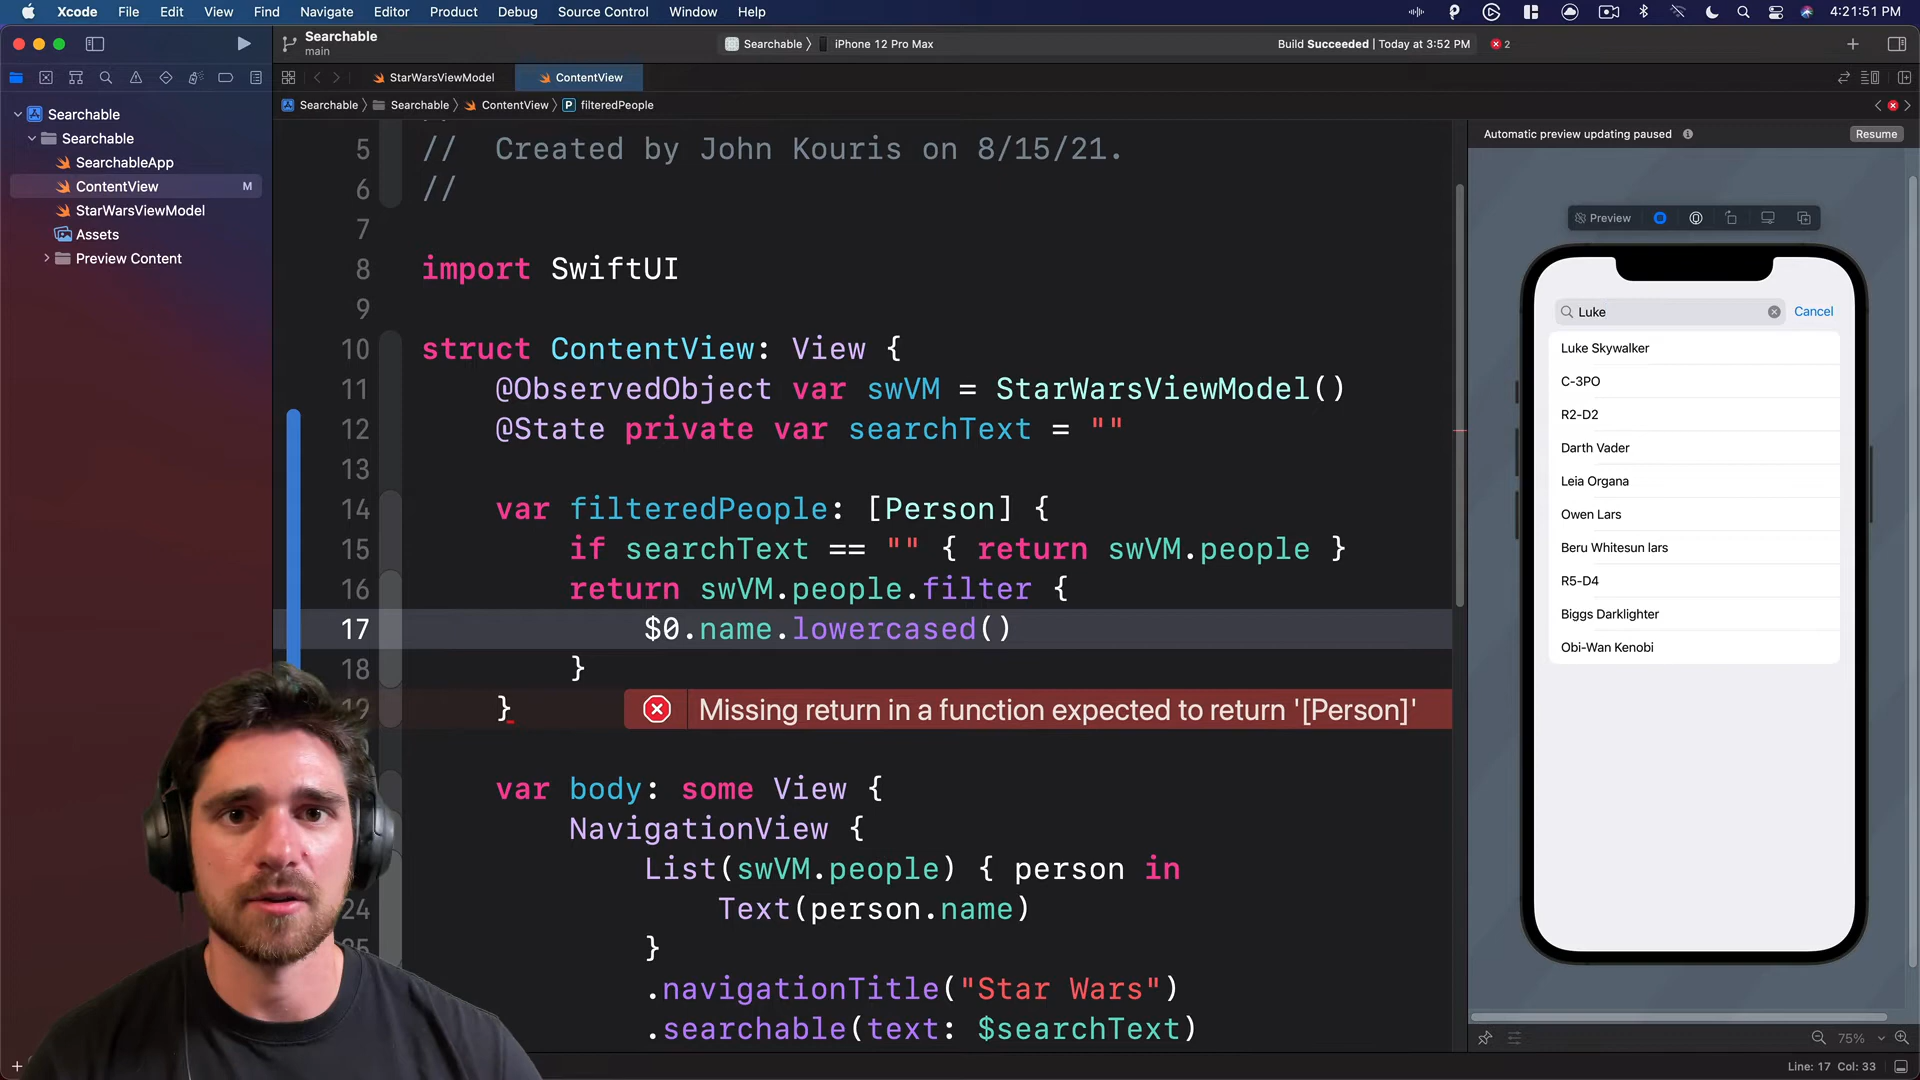 Xcode File Edit View Find Navigate Editor Product Debug Source Control Window Help 4:21:51 PM
Searchable
main
Searchable iPhone 12 Pro Max
Build Succeeded | Today at 3:52 PM 2
StarWarsViewModel ContentView
Searchable Searchable ContentView P filteredPeople
Searchable
Searchable
SearchableApp
ContentView M
StarWarsViewModel
Assets
Preview Content
5 // Created by John Kouris on 8/15/21.
6 //
7
8 import SwiftUI
9
10 struct ContentView: View {
11 @ObservedObject var swVM = StarWarsViewModel()
12 @State private var searchText = ""
13
14 var filteredPeople: [Person] {
15 if searchText == "" { return swVM.people }
16 return swVM.people.filter {
17 $0.name.lowercased()
18 }
} Missing return in a function expected to return '[Person]'
var body: some View {
NavigationView {
List(swVM.people) { person in
24 Text(person.name)
}
.navigationTitle("Star Wars")
.searchable(text: $searchText)
Automatic preview updating paused Resume
Preview
Luke Cancel
Luke Skywalker
C-3PO
R2-D2
Darth Vader
Leia Organa
Owen Lars
Beru Whitesun lars
R5-D4
Biggs Darklighter
Obi-Wan Kenobi
75%
Line: 17 Col: 33